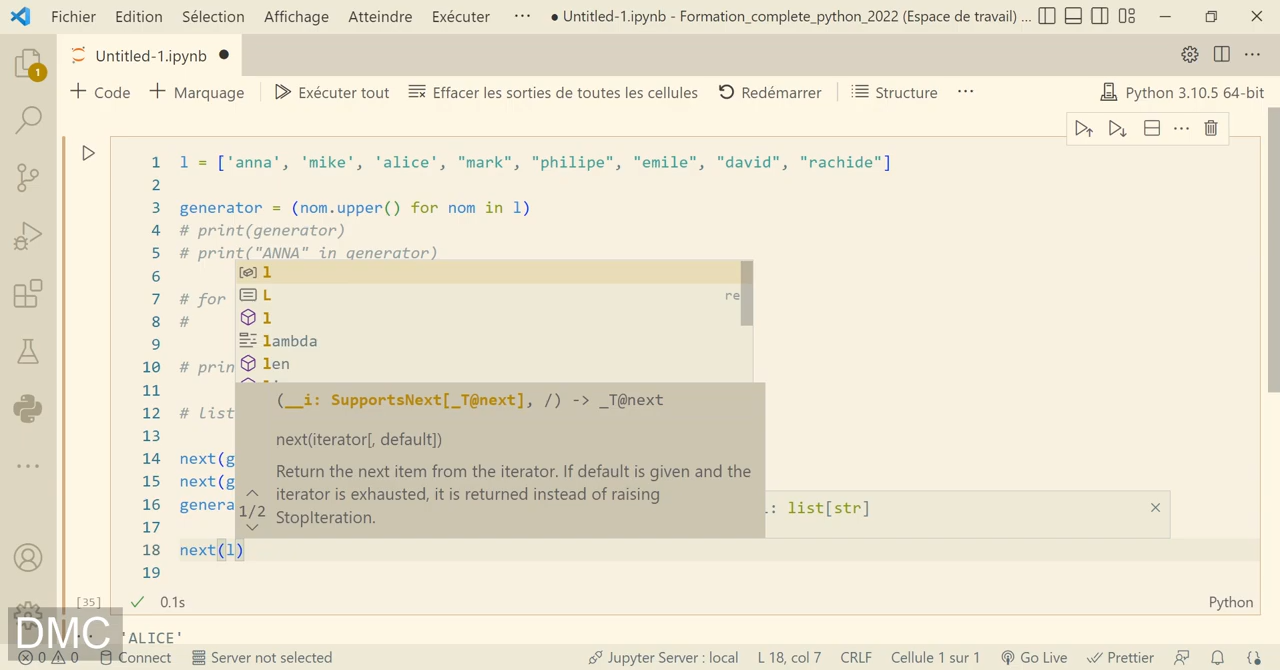 Fichier Edition Sélection Affichage Atteindre Exécuter ··· ● Untitled-1.ipynb - Formation_complete_python_2022 (Espace de travail) ...
Untitled-1.ipynb ●
+ Code + Marquage Exécuter tout Effacer les sorties de toutes les cellules Redémarrer Structure ··· Python 3.10.5 64-bit
1
1 l = ['anna', 'mike', 'alice', "mark", "philipe", "emile", "david", "rachide"]
2
3 generator = (nom.upper() for nom in l)
4 # print(generator)
5 # print("ANNA" in generator)
6
7 # for
8 #
9
10 # prin
11
12 # list
13
14 next(g
15 next(g
16 genera
17
18 next(l)
19
l
L re
l
lambda
len
(__i: SupportsNext[_T@next], /) -> _T@next
next(iterator[, default])
Return the next item from the iterator. If default is given and the
iterator is exhausted, it is returned instead of raising
StopIteration.
1/2
: list[str]
[35] 0.1s Python
'ALICE'
DMC
0 0 Connect Server not selected Jupyter Server : local L 18, col 7 CRLF Cellule 1 sur 1 Go Live Prettier